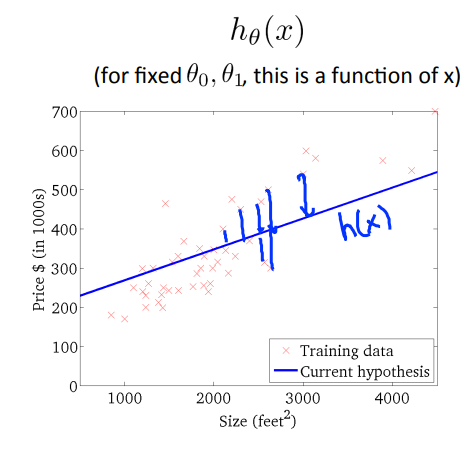 hθ(x)
(for fixed θ0, θ1, this is a function of x)
700
600
500
400
300
200
100
0
Price $ (in 1000s)
h(x)
Training data
Current hypothesis
1000 2000 3000 4000
Size (feet²)